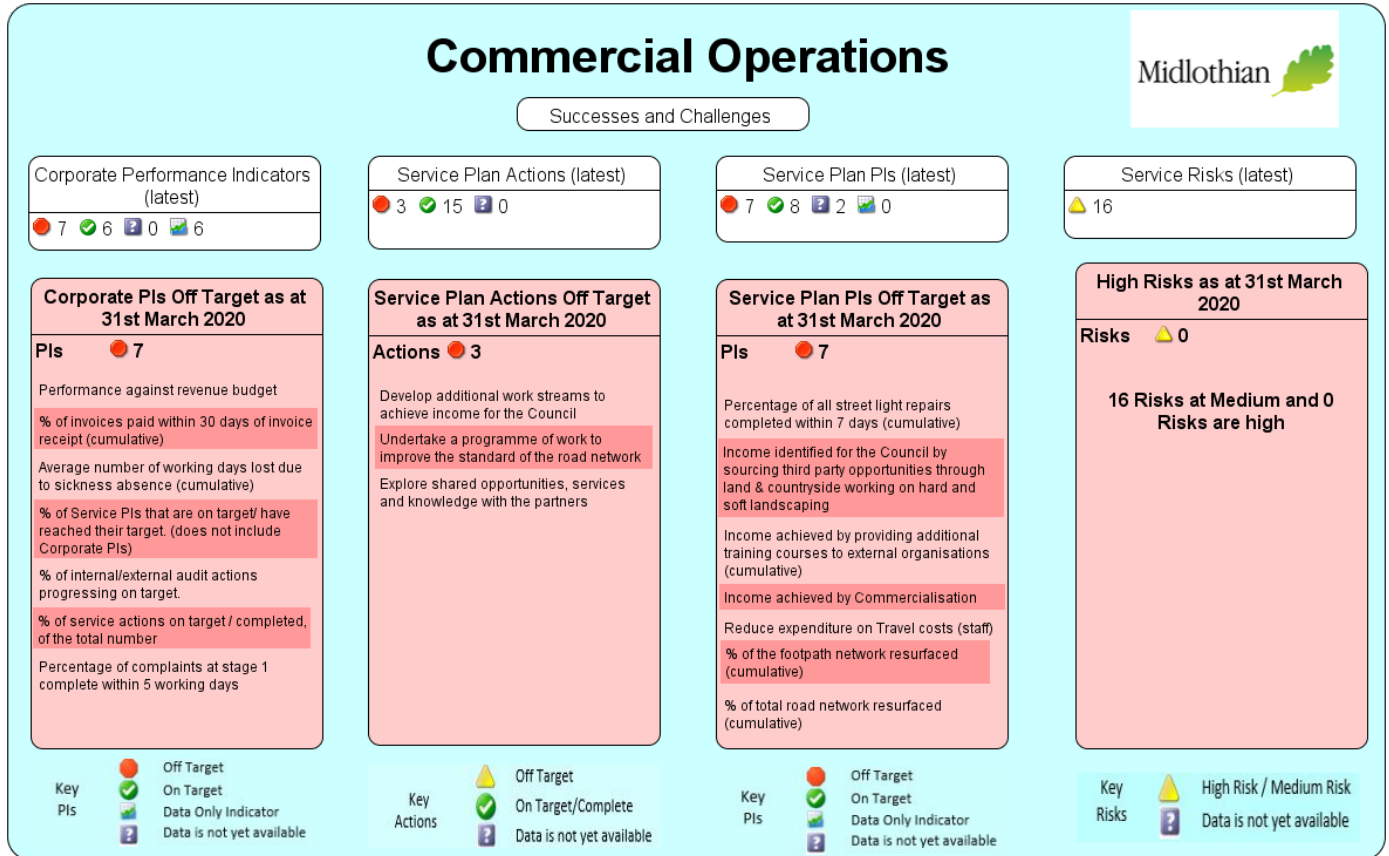 Commercial Operations
Midlothian
Successes and Challenges
Corporate Performance Indicators
(latest)
7 6 0 6
Service Plan Actions (latest)
3 15 0
Service Plan PIs (latest)
7 8 2 0
Service Risks (latest)
16
Corporate PIs Off Target as at
31st March 2020
PIs 7
Performance against revenue budget
% of invoices paid within 30 days of invoice
receipt (cumulative)
Average number of working days lost due
to sickness absence (cumulative)
% of Service PIs that are on target/ have
reached their target. (does not include
Corporate PIs)
% of internal/external audit actions
progressing on target.
% of service actions on target / completed,
of the total number
Percentage of complaints at stage 1
complete within 5 working days
Service Plan Actions Off Target
as at 31st March 2020
Actions 3
Develop additional work streams to
achieve income for the Council
Undertake a programme of work to
improve the standard of the road network
Explore shared opportunities, services
and knowledge with the partners
Service Plan PIs Off Target as
at 31st March 2020
PIs 7
Percentage of all street light repairs
completed within 7 days (cumulative)
Income identified for the Council by
sourcing third party opportunities through
land & countryside working on hard and
soft landscaping
Income achieved by providing additional
training courses to external organisations
(cumulative)
Income achieved by Commercialisation
Reduce expenditure on Travel costs (staff)
% of the footpath network resurfaced
(cumulative)
% of total road network resurfaced
(cumulative)
High Risks as at 31st March
2020
Risks 0
16 Risks at Medium and 0
Risks are high
Key
PIs
Off Target
On Target
Data Only Indicator
? Data is not yet available
Key
Actions
Off Target
On Target/Complete
? Data is not yet available
Key
PIs
Off Target
On Target
Data Only Indicator
? Data is not yet available
Key
Risks
High Risk / Medium Risk
? Data is not yet available